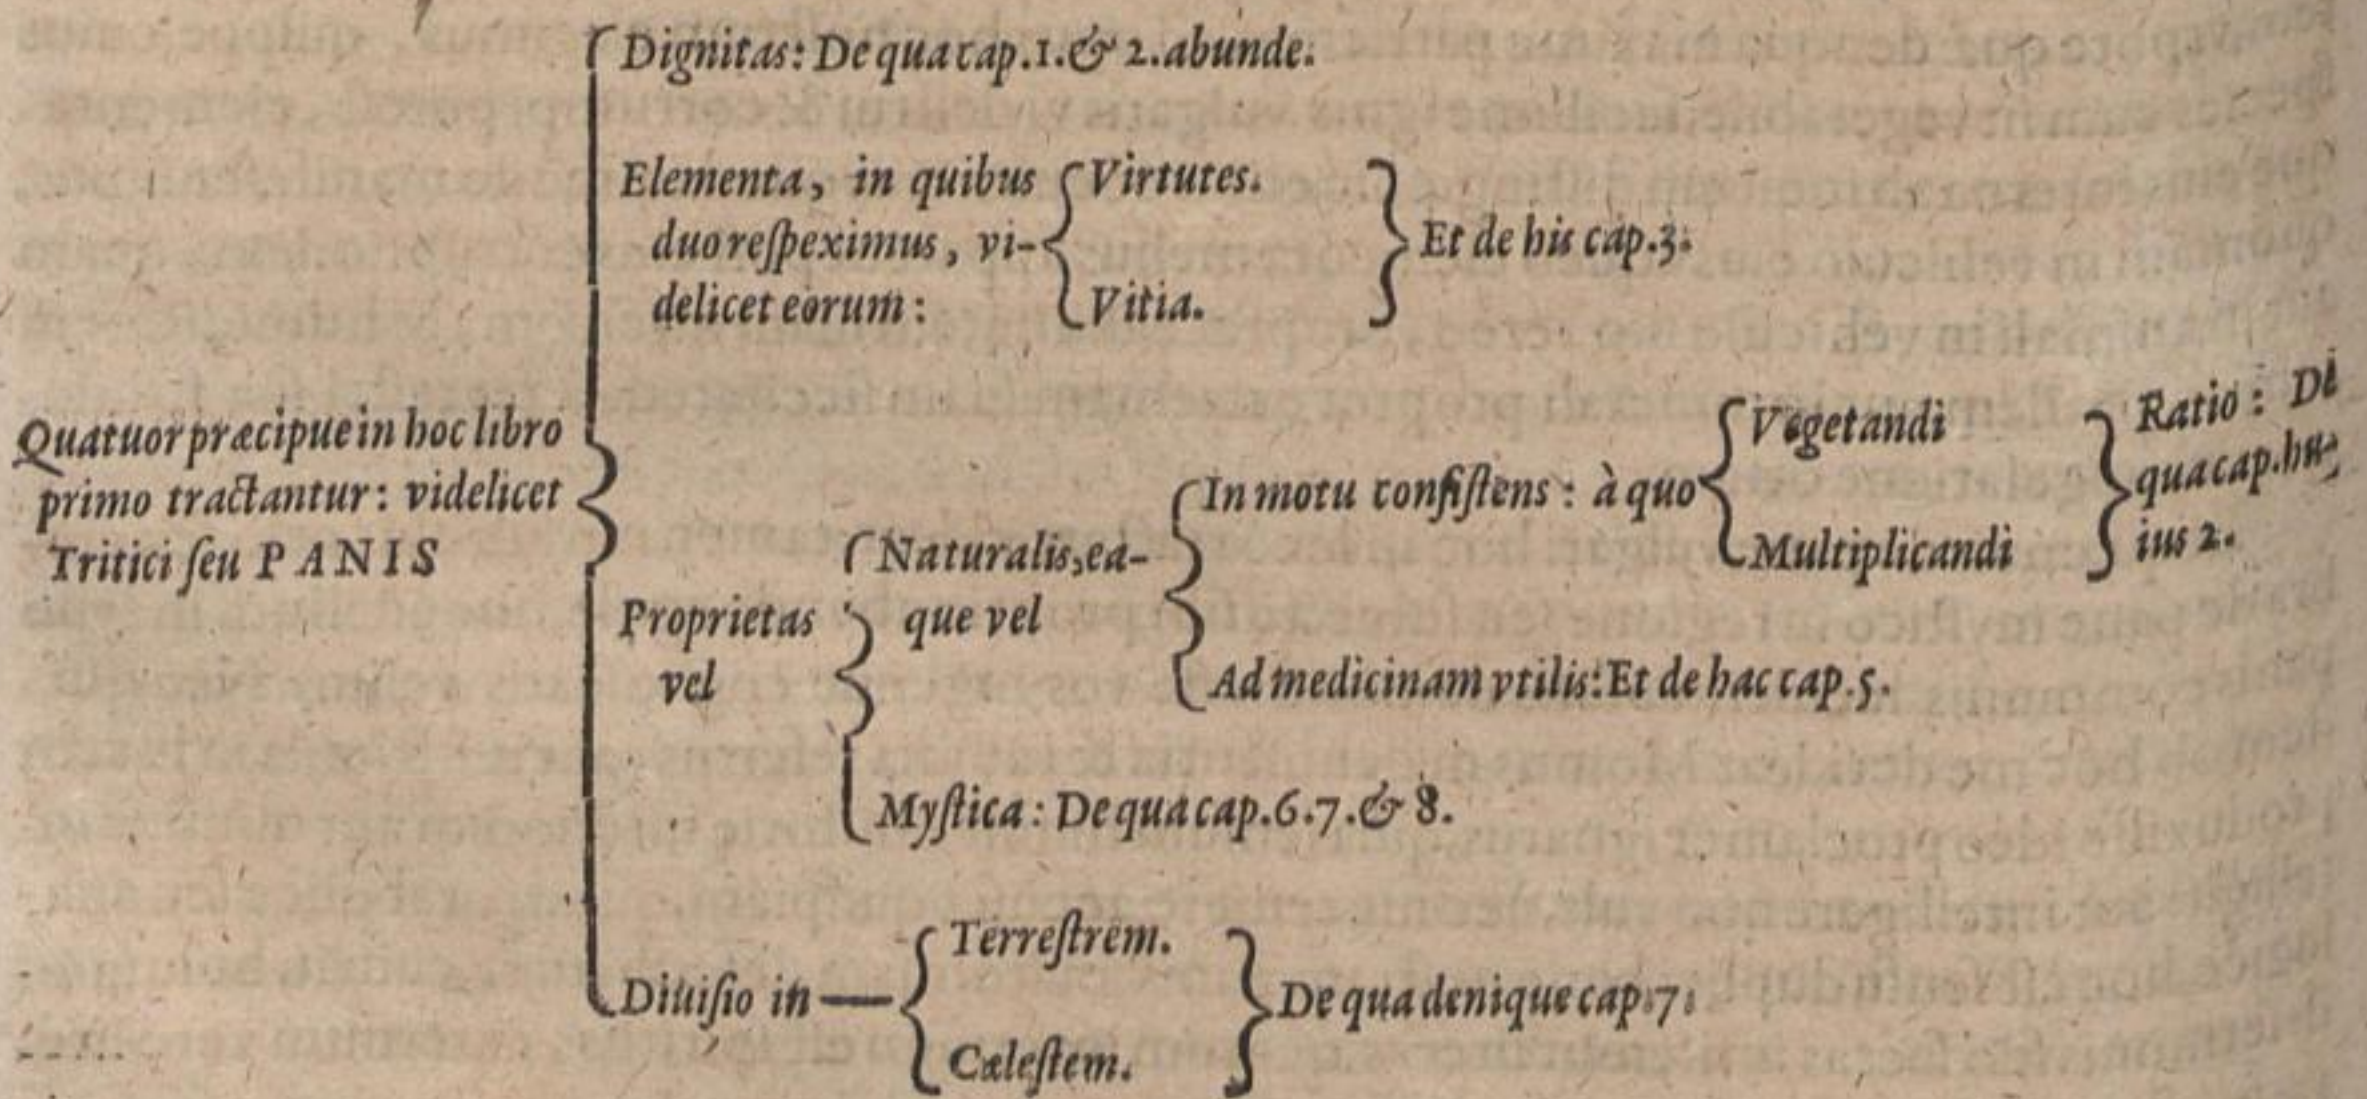 Quatuor præcipue in hoc libro
primo tractantur: videlicet
Tritici ſeu PANIS
Dignitas: De qua cap.1.& 2.abunde.
Elementa, in quibus
duo reſpeximus, vi-
delicet eorum:
Virtutes.
Vitia.
Et de his cap.3.
Proprietas
vel
Naturalis, ea-
que vel
In motu conſiſtens: à quo
Vegetandi
Multiplicandi
Ratio: De
qua cap.hu-
ius 2.
Ad medicinam vtilis: Et de hac cap.5.
Myſtica: De qua cap.6.7.& 8.
Diuiſio in —
Terreſtrem.
Cæleſtem.
De qua denique cap.7.